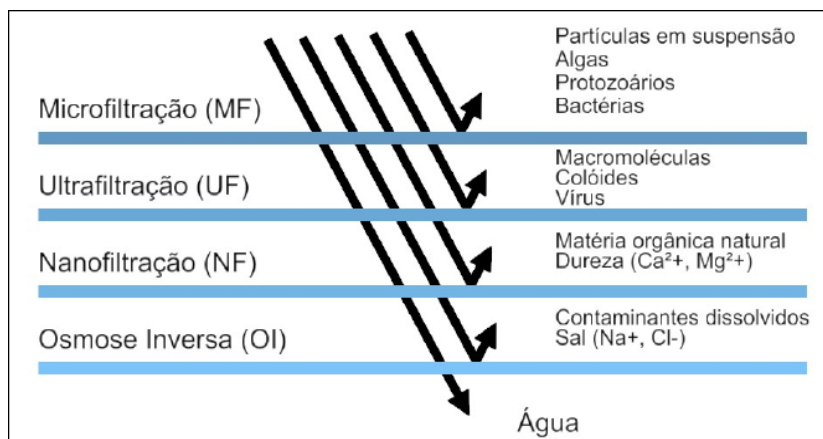 Partículas em suspensão
Algas
Protozoários
Bactérias
Microfiltração (MF)
Macromoléculas
Colóides
Vírus
Ultrafiltração (UF)
Matéria orgânica natural
Dureza (Ca²+, Mg²+)
Nanofiltração (NF)
Contaminantes dissolvidos
Sal (Na+, Cl-)
Osmose Inversa (OI)
Água